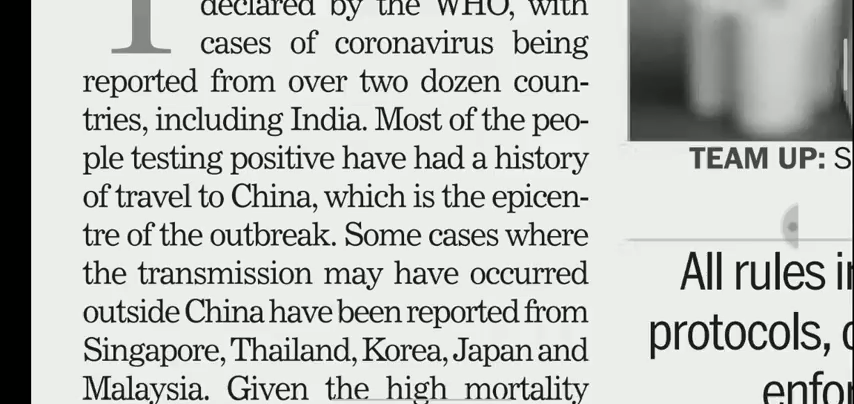 declared by the WHO, with
cases of coronavirus being
reported from over two dozen coun-
tries, including India. Most of the peo-
ple testing positive have had a history
of travel to China, which is the epicen-
tre of the outbreak. Some cases where
the transmission may have occurred
outside China have been reported from
Singapore, Thailand, Korea, Japan and
Malaysia. Given the high mortality
TEAM UP: S
All rules in
protocols,
enfor